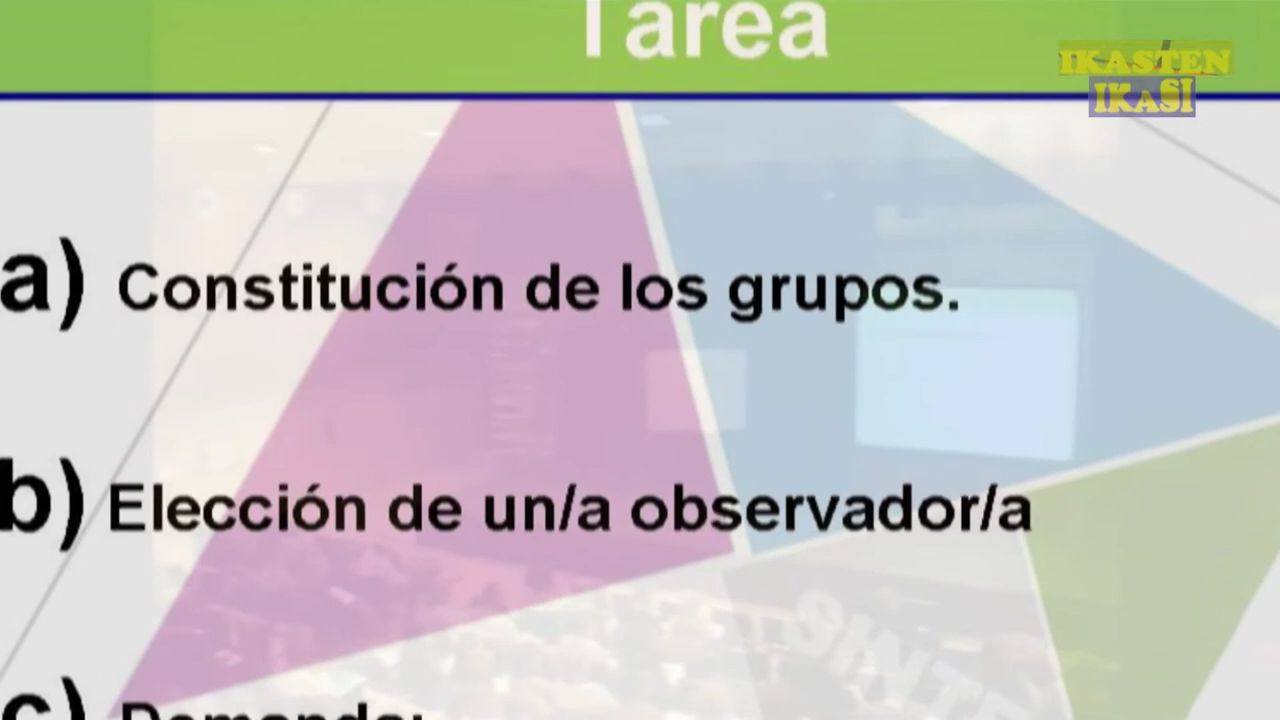 Tarea
IKASTEN
IKASI
a) Constitución de los grupos.
b) Elección de un/a observador/a
c) Demanda: